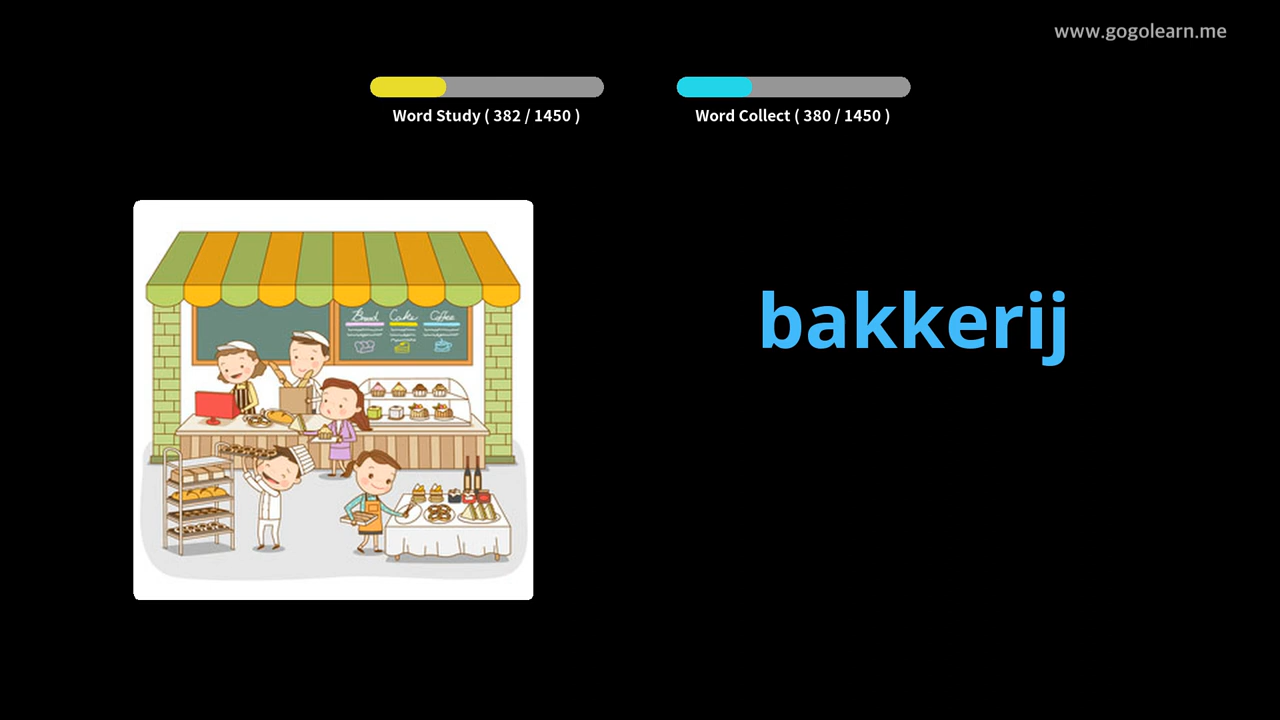 www.gogolearn.me
Word Study ( 382 / 1450 )
Word Collect ( 380 / 1450 )
bakkerij
Bread Cake Coffee